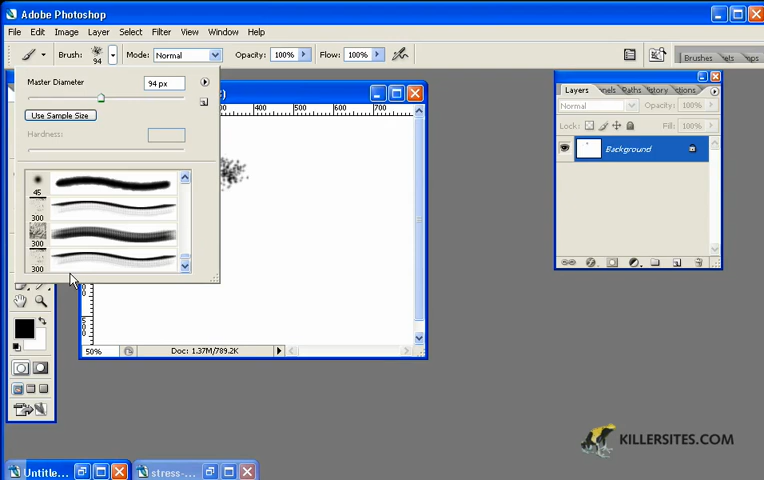 Adobe Photoshop
File Edit Image Layer Select Filter View Window Help
Brush: 94 Mode: Normal Opacity: 100% Flow: 100% Brushes
Master Diameter 94 px
Use Sample Size
Hardness:
45
300
300
300
400 500 600 700
Layers Paths
Normal Opacity: 100%
Lock: Fill: 100%
Background
50% Doc: 1.37M/789.2K
KILLERSITES.COM
Untitle... stress-...